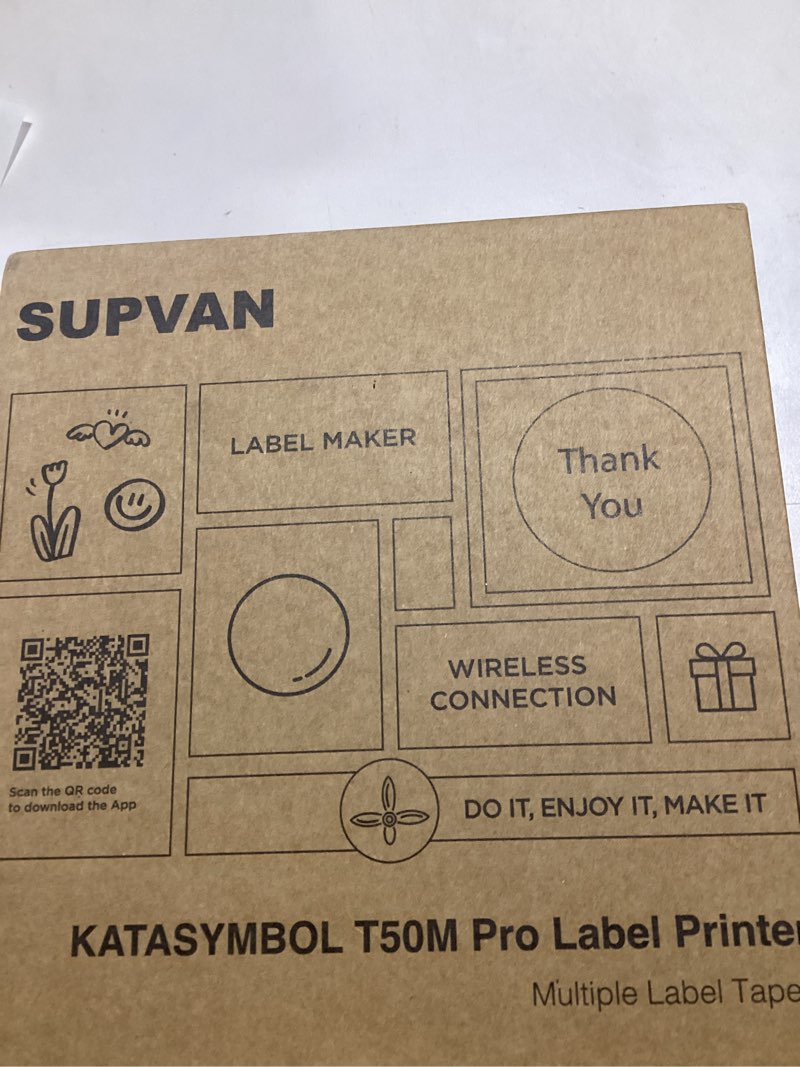 SUPVAN
LABEL MAKER
Thank
You
WIRELESS
CONNECTION
Scan the QR code
to download the App
DO IT, ENJOY IT, MAKE IT
KATASYMBOL T50M Pro Label Printer
Multiple Label Tape